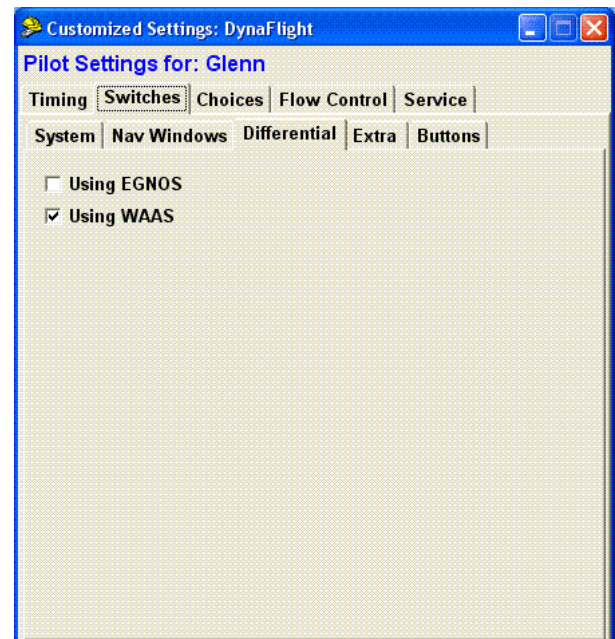 Customized Settings: DynaFlight
Pilot Settings for: Glenn
Timing Switches Choices Flow Control Service
System Nav Windows Differential Extra Buttons
Using EGNOS
Using WAAS